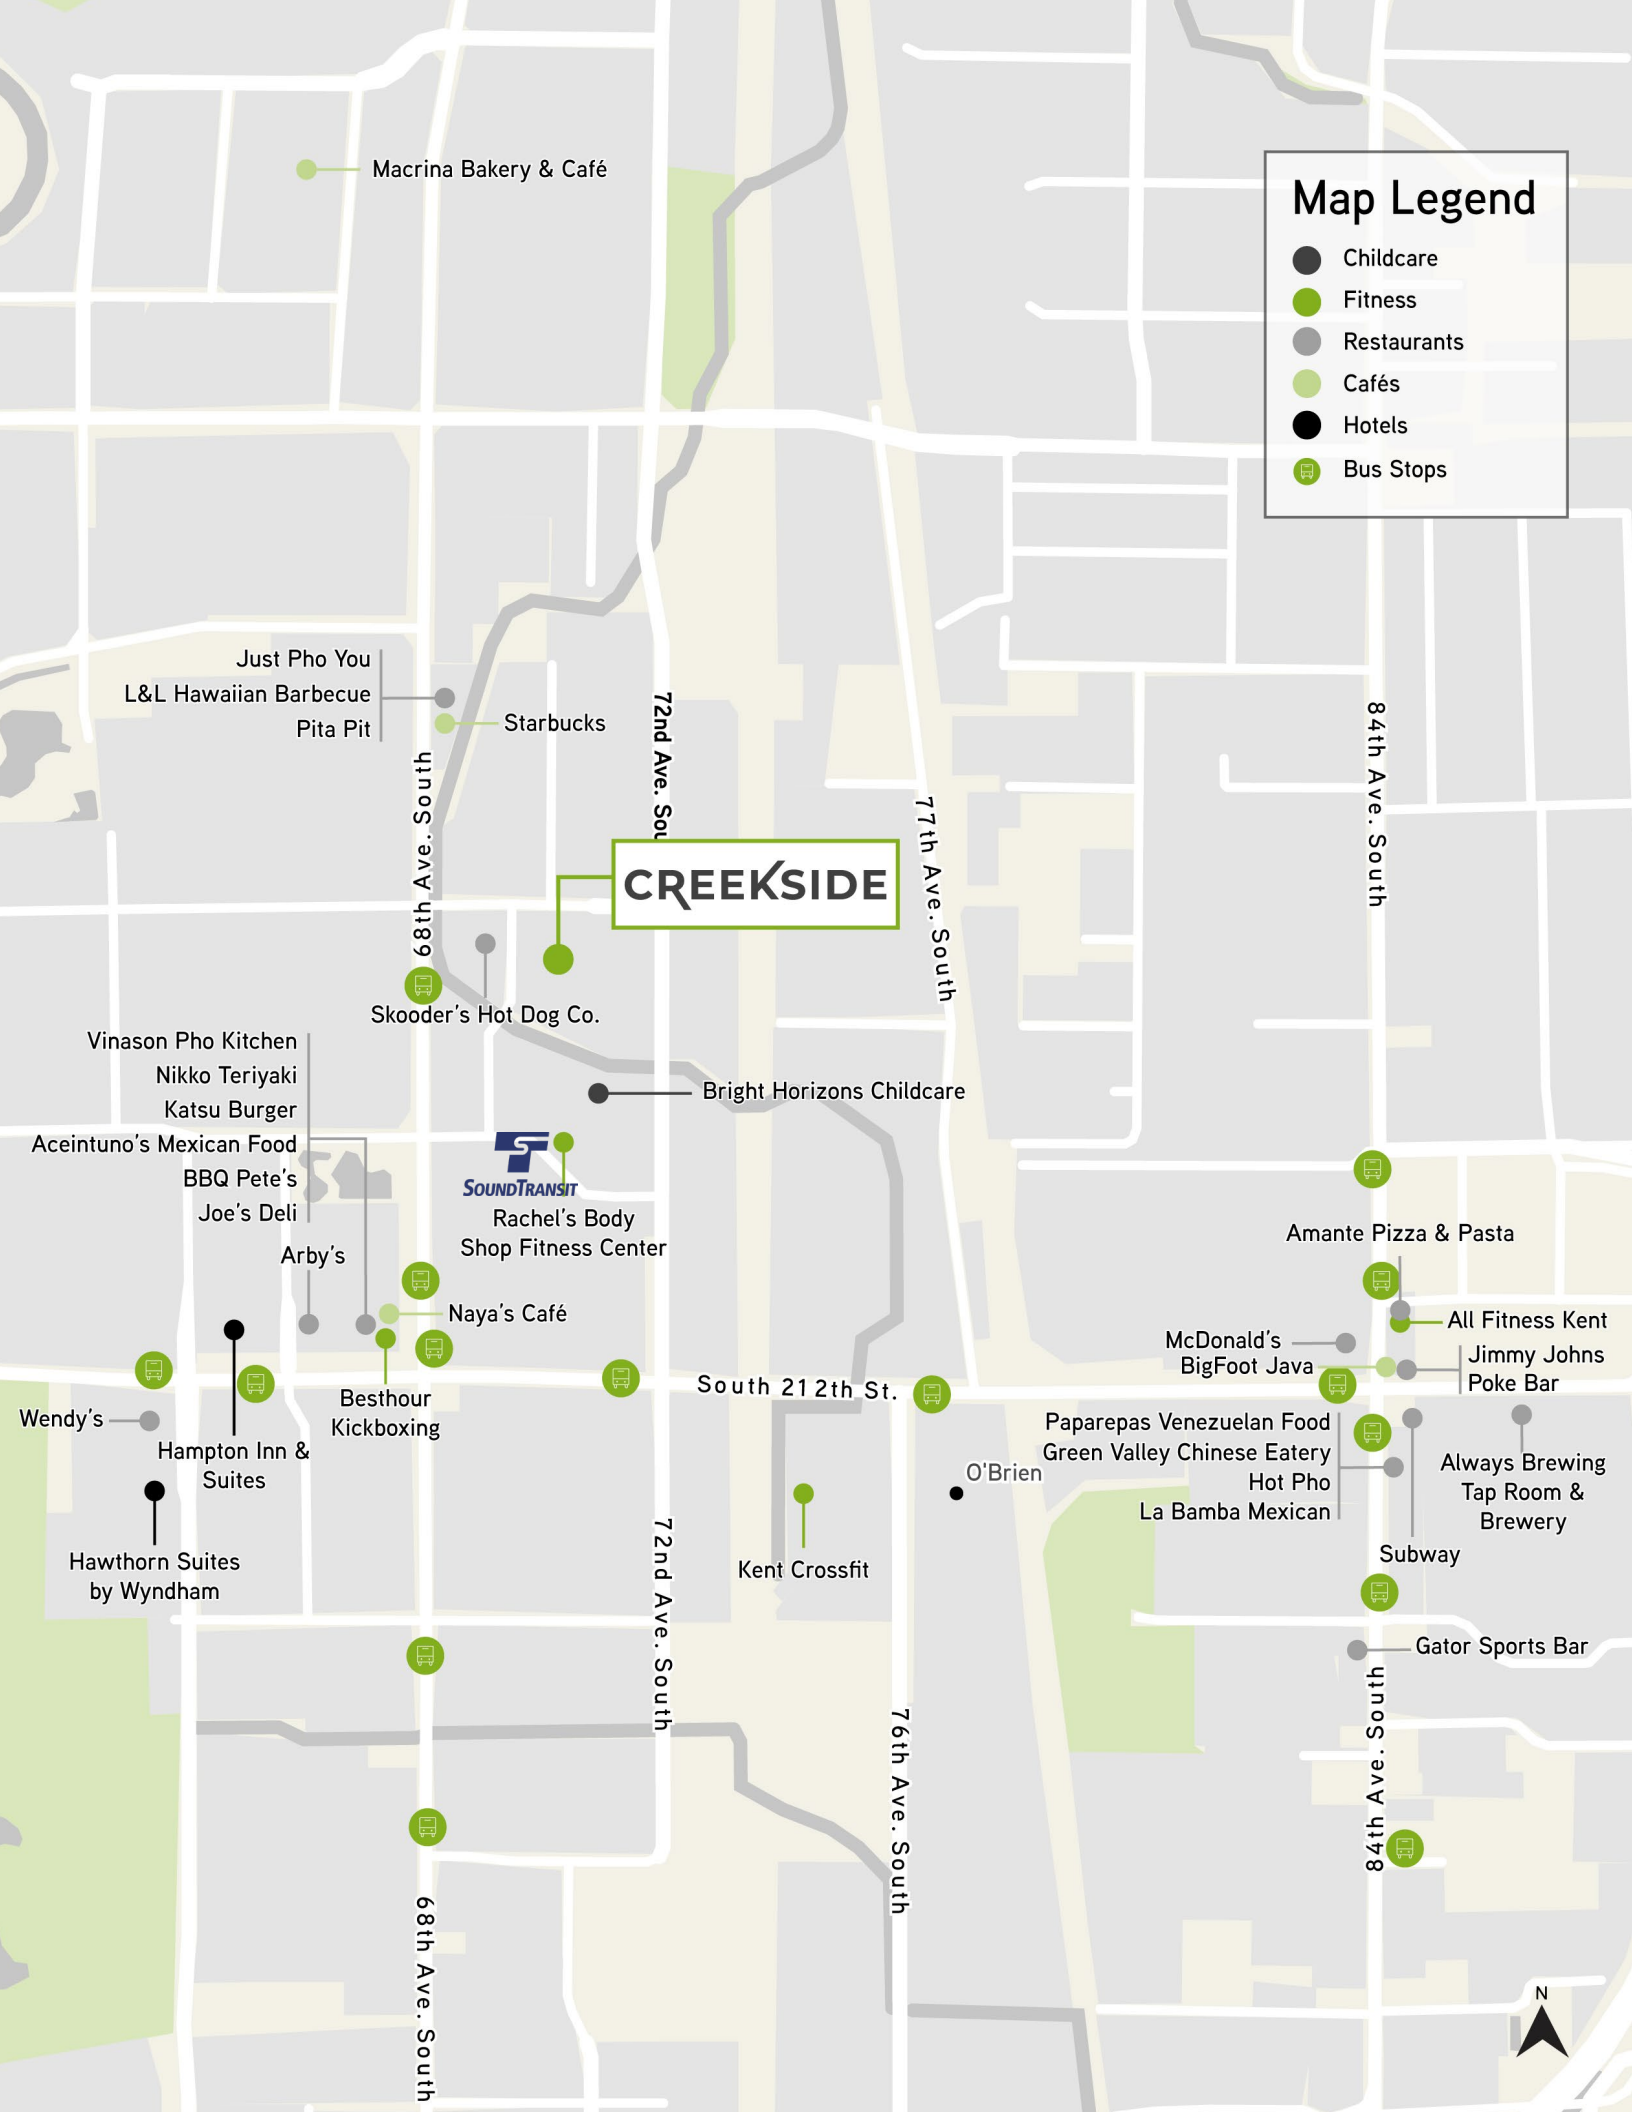 Macrina Bakery & Café
Map Legend
Childcare
Fitness
Restaurants
Cafés
Hotels
Bus Stops
Just Pho You
L&L Hawaiian Barbecue
Pita Pit
Starbucks
68th Ave. South
72nd Ave. Sou
77th Ave. South
84th Ave. South
CREEKSIDE
Skooder's Hot Dog Co.
Vinason Pho Kitchen
Nikko Teriyaki
Katsu Burger
Aceintuno's Mexican Food
BBQ Pete's
Joe's Deli
Bright Horizons Childcare
SOUNDTRANSIT
Rachel's Body
Shop Fitness Center
Arby's
Naya's Café
Amante Pizza & Pasta
All Fitness Kent
McDonald's
BigFoot Java
Jimmy Johns
Poke Bar
South 212th St.
Besthour
Kickboxing
Wendy's
Hampton Inn &
Suites
Hawthorn Suites
by Wyndham
Kent Crossfit
O'Brien
Paparepas Venezuelan Food
Green Valley Chinese Eatery
Hot Pho
La Bamba Mexican
Always Brewing
Tap Room &
Brewery
Subway
Gator Sports Bar
72nd Ave. South
76th Ave. South
84th Ave. South
68th Ave. South
N